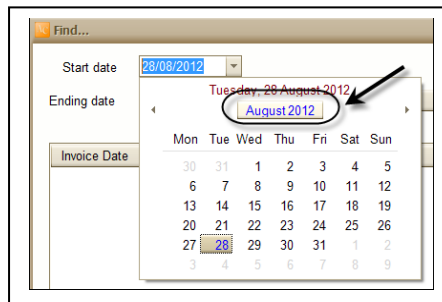 Find...
Start date 28/08/2012
Tuesday, 28 August 2012
Ending date
August 2012
Mon Tue Wed Thu Fri Sat Sun
Invoice Date
30 31 1 2 3 4 5
6 7 8 9 10 11 12
13 14 15 16 17 18 19
20 21 22 23 24 25 26
27 28 29 30 31 1 2
3 4 5 6 7 8 9